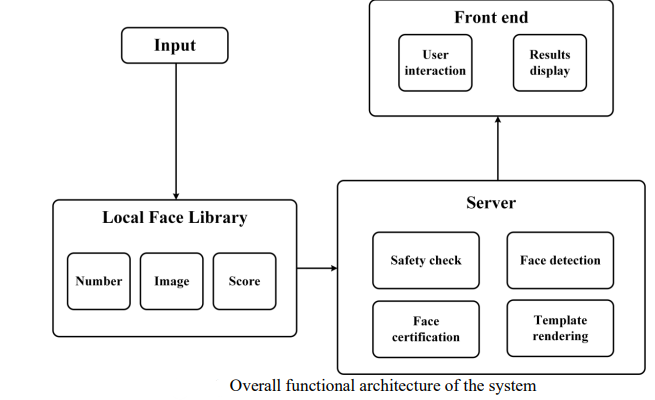 Front end
User
interaction
Results
display
Input
Local Face Library
Number
Image
Score
Server
Safety check
Face detection
Face
certification
Template
rendering
Overall functional architecture of the system